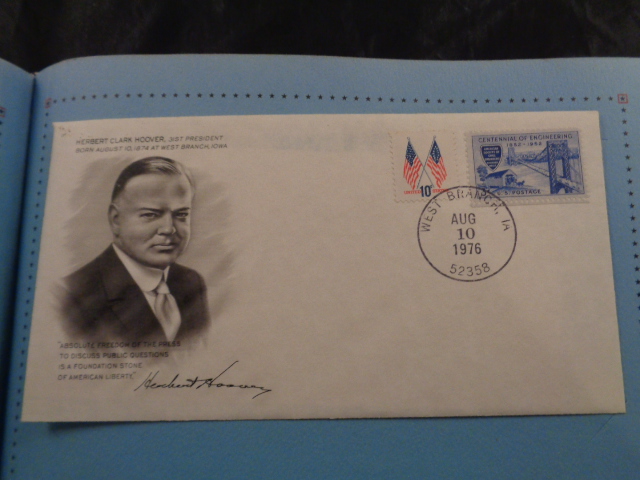 HERBERT CLARK HOOVER, 31ST PRESIDENT
BORN AUGUST 10, 1874 AT WEST BRANCH, IOWA
10¢
CENTENNIAL OF ENGINEERING
1852-1952
POSTAGE
WEST BRANCH, IA
AUG
10
1976
52358
"ABSOLUTE FREEDOM OF THE PRESS
TO DISCUSS PUBLIC QUESTIONS
IS A FOUNDATION STONE
OF AMERICAN LIBERTY."
Herbert Hoover